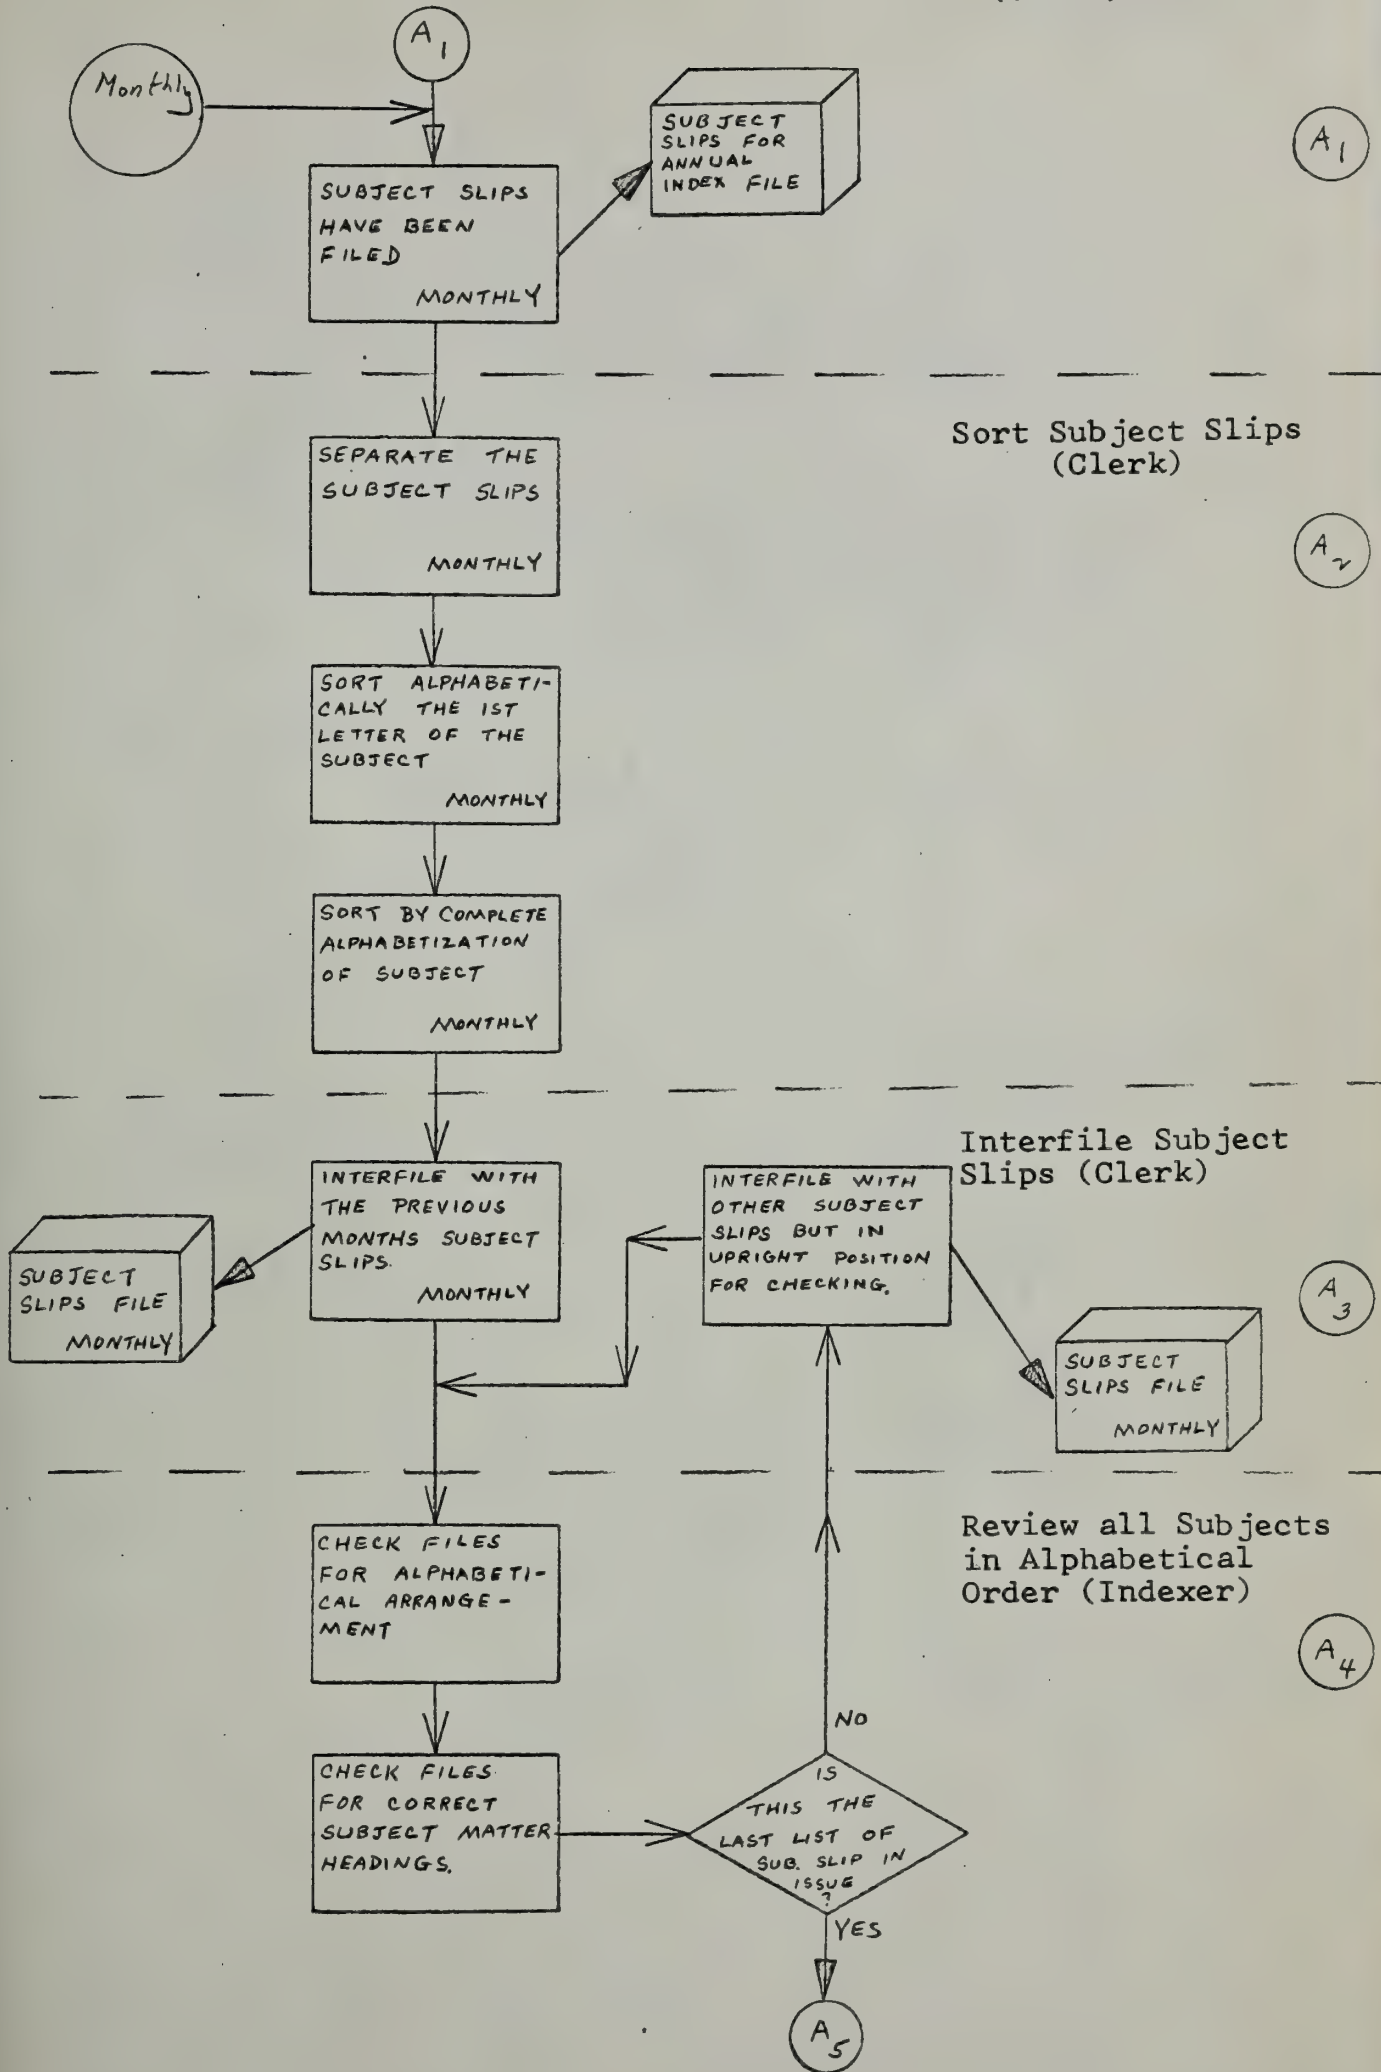 A1
Monthly
SUBJECT
SLIPS FOR
ANNUAL
INDEX FILE
A1
SUBJECT SLIPS
HAVE BEEN
FILED
MONTHLY
Sort Subject Slips
(Clerk)
SEPARATE THE
SUBJECT SLIPS
MONTHLY
A2
SORT ALPHABETI-
CALLY THE 1ST
LETTER OF THE
SUBJECT
MONTHLY
SORT BY COMPLETE
ALPHABETIZATION
OF SUBJECT
MONTHLY
Interfile Subject
Slips (Clerk)
INTERFILE WITH
THE PREVIOUS
MONTHS SUBJECT
SLIPS.
MONTHLY
INTERFILE WITH
OTHER SUBJECT
SLIPS BUT IN
UPRIGHT POSITION
FOR CHECKING.
SUBJECT
SLIPS FILE
MONTHLY
A3
SUBJECT
SLIPS FILE
MONTHLY
Review all Subjects
in Alphabetical
Order (Indexer)
CHECK FILES
FOR ALPHABETI-
CAL ARRANGE-
MENT
A4
NO
CHECK FILES
FOR CORRECT
SUBJECT MATTER
HEADINGS.
IS
THIS THE
LAST LIST OF
SUB. SLIP IN
ISSUE
?
YES
A5